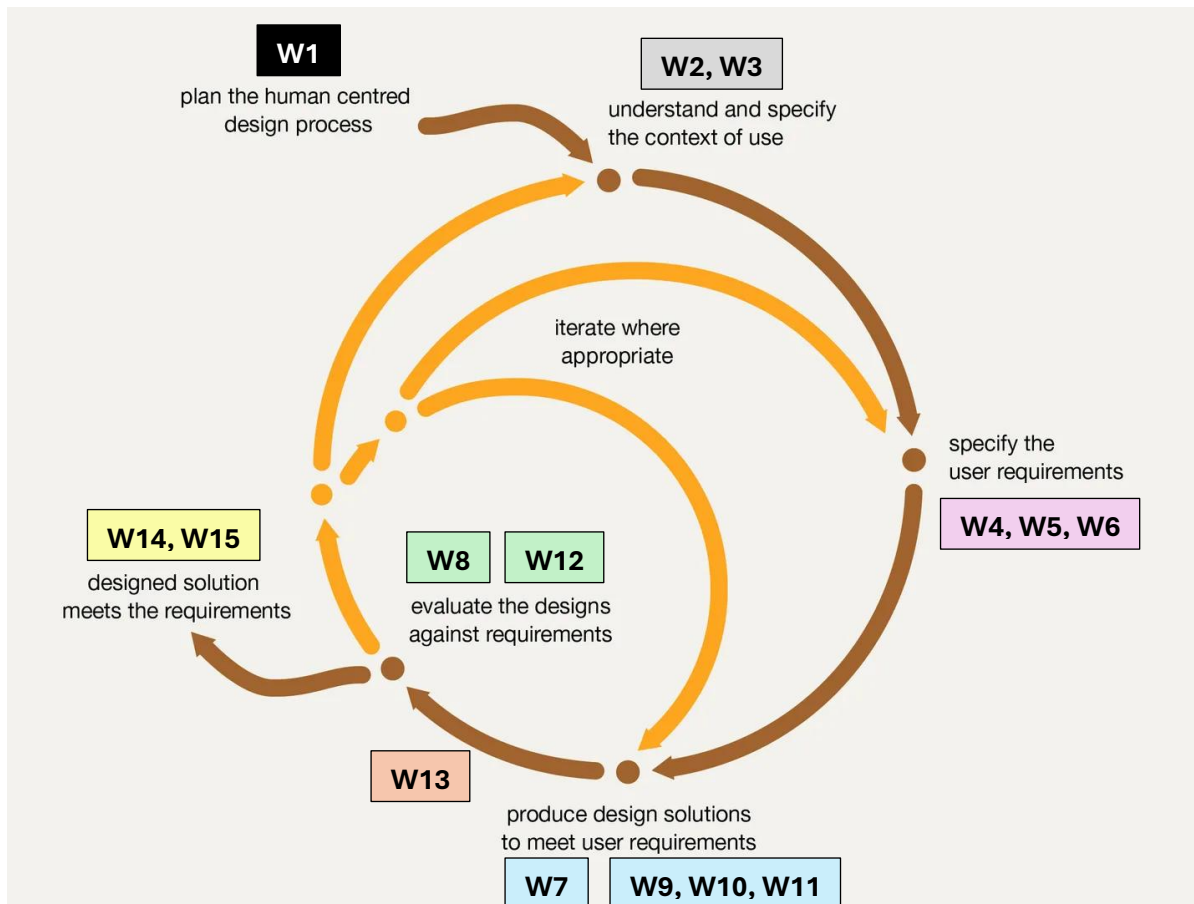 W1
plan the human centred
design process
W2, W3
understand and specify
the context of use
iterate where
appropriate
specify the
user requirements
W4, W5, W6
W14, W15
designed solution
meets the requirements
W8
W12
evaluate the designs
against requirements
W13
produce design solutions
to meet user requirements
W7
W9, W10, W11